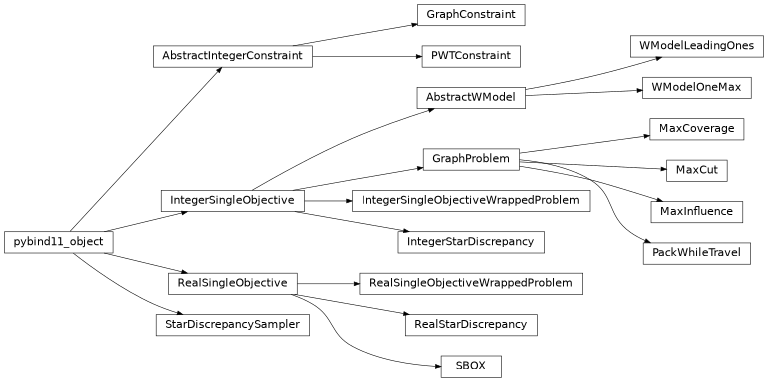 GraphConstraint
AbstractIntegerConstraint
PWTConstraint
WModelLeadingOnes
WModelOneMax
AbstractWModel
MaxCoverage
GraphProblem
MaxCut
IntegerSingleObjective
IntegerSingleObjectiveWrappedProblem
MaxInfluence
pybind11_object
IntegerStarDiscrepancy
PackWhileTravel
RealSingleObjective
RealSingleObjectiveWrappedProblem
StarDiscrepancySampler
RealStarDiscrepancy
SBOX